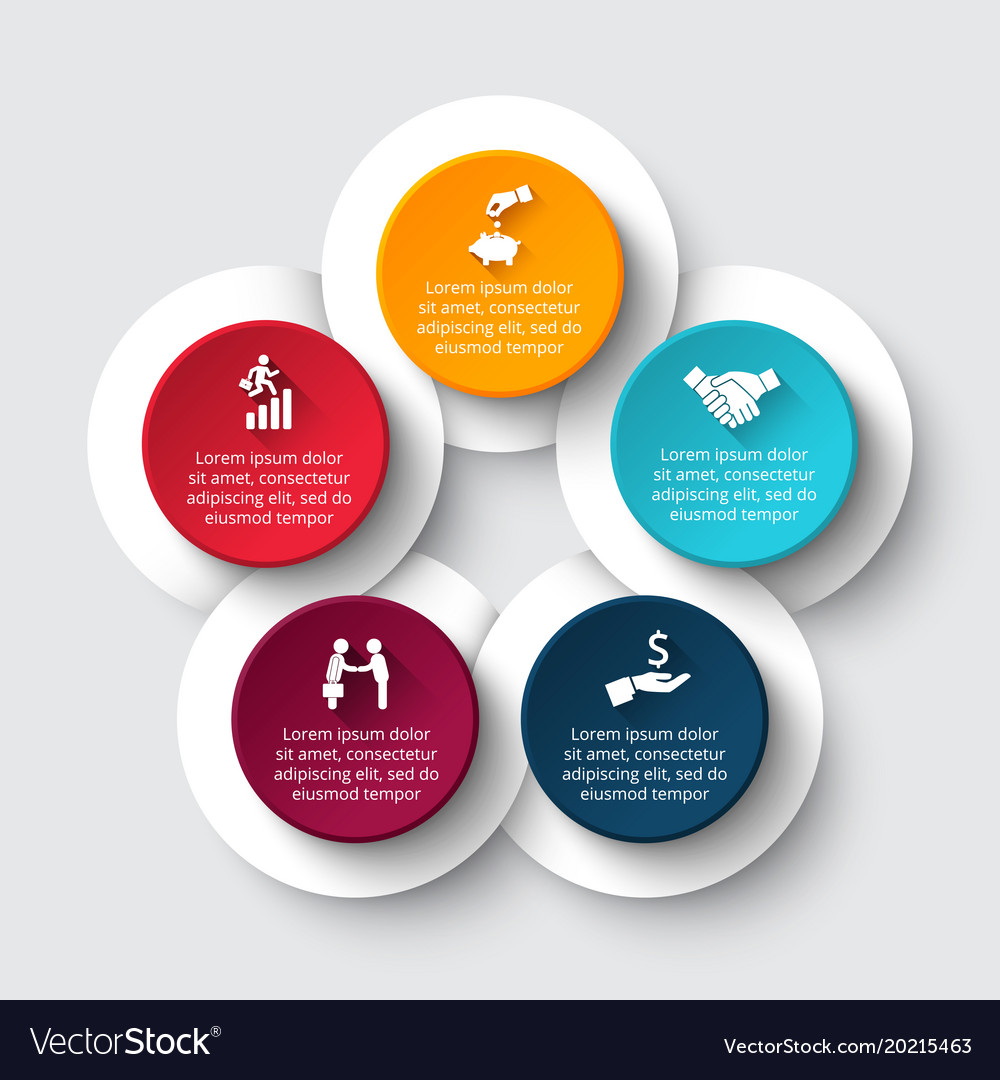 Lorem ipsum dolor
sit amet, consectetur
adipiscing elit, sed do
eiusmod tempor
Lorem ipsum dolor
sit amet, consectetur
adipiscing elit, sed do
eiusmod tempor
Lorem ipsum dolor
sit amet, consectetur
adipiscing elit, sed do
eiusmod tempor
Lorem ipsum dolor
sit amet, consectetur
adipiscing elit, sed do
eiusmod tempor
$
Lorem ipsum dolor
sit amet, consectetur
adipiscing elit, sed do
eiusmod tempor
VectorStock®
VectorStock.com/20215463